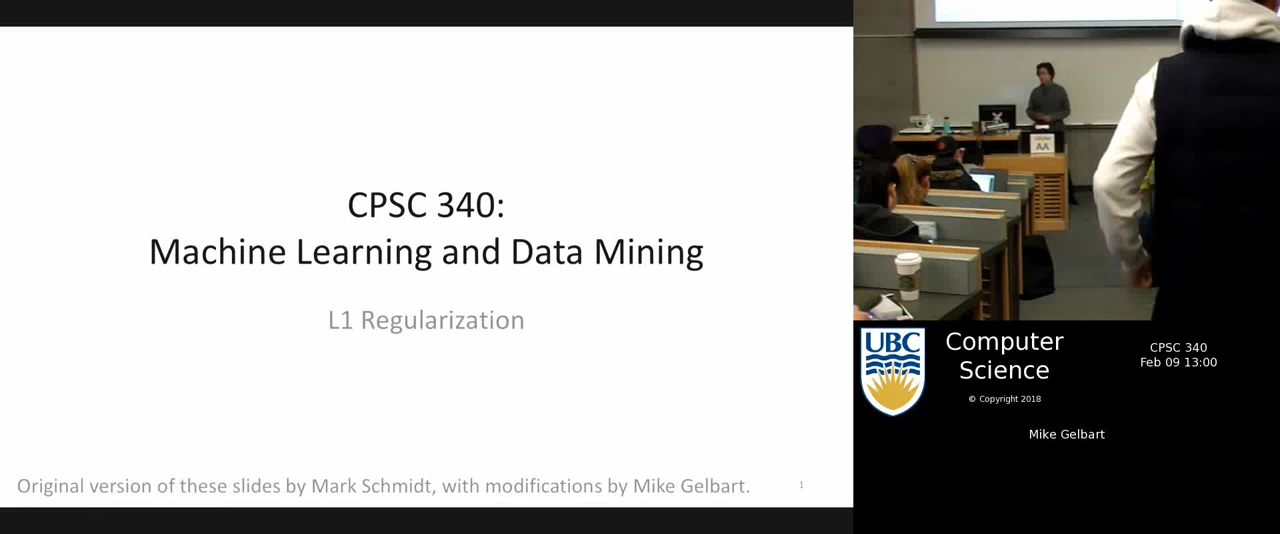 CPSC 340:
Machine Learning and Data Mining
L1 Regularization
Original version of these slides by Mark Schmidt, with modifications by Mike Gelbart.
1
AA
UBC
Computer
Science
© Copyright 2018
CPSC 340
Feb 09 13:00
Mike Gelbart